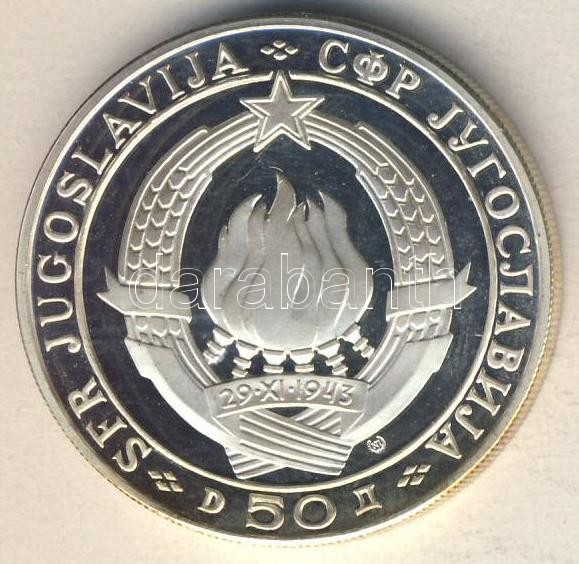 SFR JUGOSLAVIJA
СФР ЈУГОСЛАВИЈА
darabanth
29·XI·1943
D 50 Д